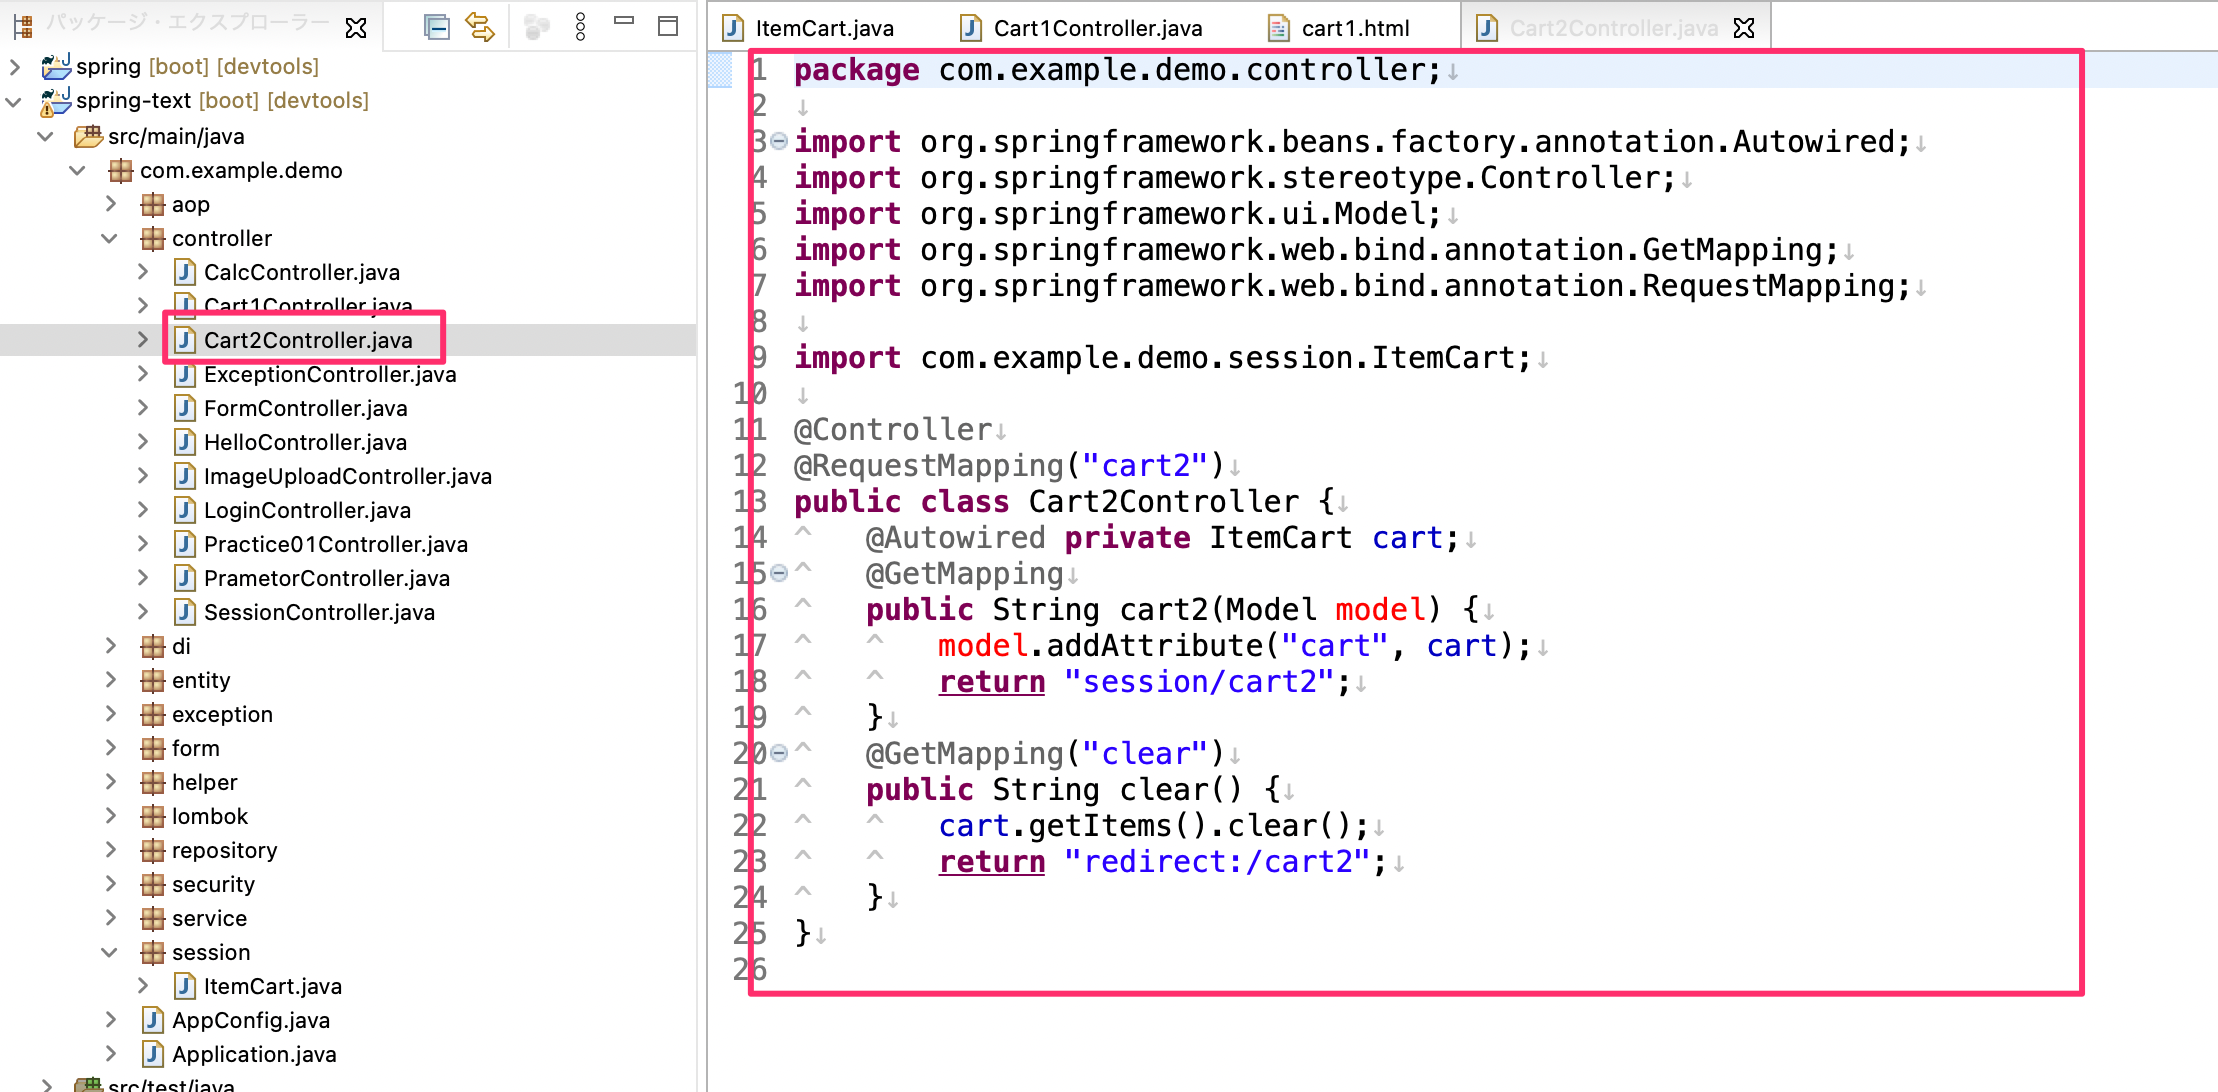 パッケージ・エクスプローラー
spring [boot] [devtools]
spring-text [boot] [devtools]
src/main/java
com.example.demo
aop
controller
CalcController.java
Cart1Controller.java
Cart2Controller.java
ExceptionController.java
FormController.java
HelloController.java
ImageUploadController.java
LoginController.java
Practice01Controller.java
PrametorController.java
SessionController.java
di
entity
exception
form
helper
lombok
repository
security
service
session
ItemCart.java
AppConfig.java
Application.java
src/test/java
ItemCart.java
Cart1Controller.java
cart1.html
Cart2Controller.java
1 package com.example.demo.controller;
2
3 import org.springframework.beans.factory.annotation.Autowired;
4 import org.springframework.stereotype.Controller;
5 import org.springframework.ui.Model;
6 import org.springframework.web.bind.annotation.GetMapping;
7 import org.springframework.web.bind.annotation.RequestMapping;
8
9 import com.example.demo.session.ItemCart;
10
11 @Controller
12 @RequestMapping("cart2")
13 public class Cart2Controller {
14 @Autowired private ItemCart cart;
15 @GetMapping
16 public String cart2(Model model) {
17 model.addAttribute("cart", cart);
18 return "session/cart2";
19 }
20 @GetMapping("clear")
21 public String clear() {
22 cart.getItems().clear();
23 return "redirect:/cart2";
24 }
25 }
26